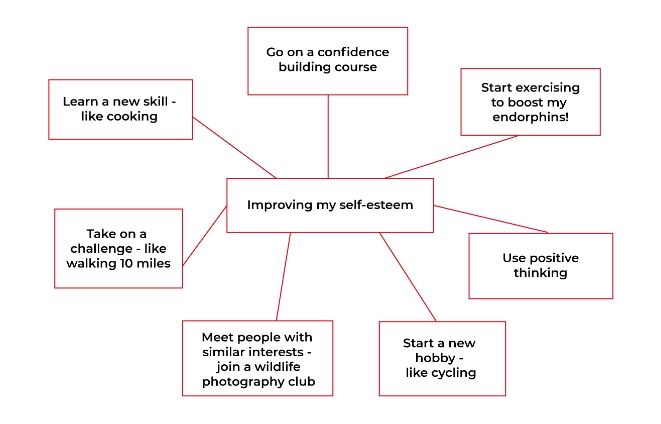 Go on a confidence
building course
Learn a new skill -
like cooking
Start exercising
to boost my
endorphins!
Improving my self-esteem
Take on a
challenge - like
walking 10 miles
Use positive
thinking
Meet people with
similar interests -
join a wildlife
photography club
Start a new
hobby -
like cycling